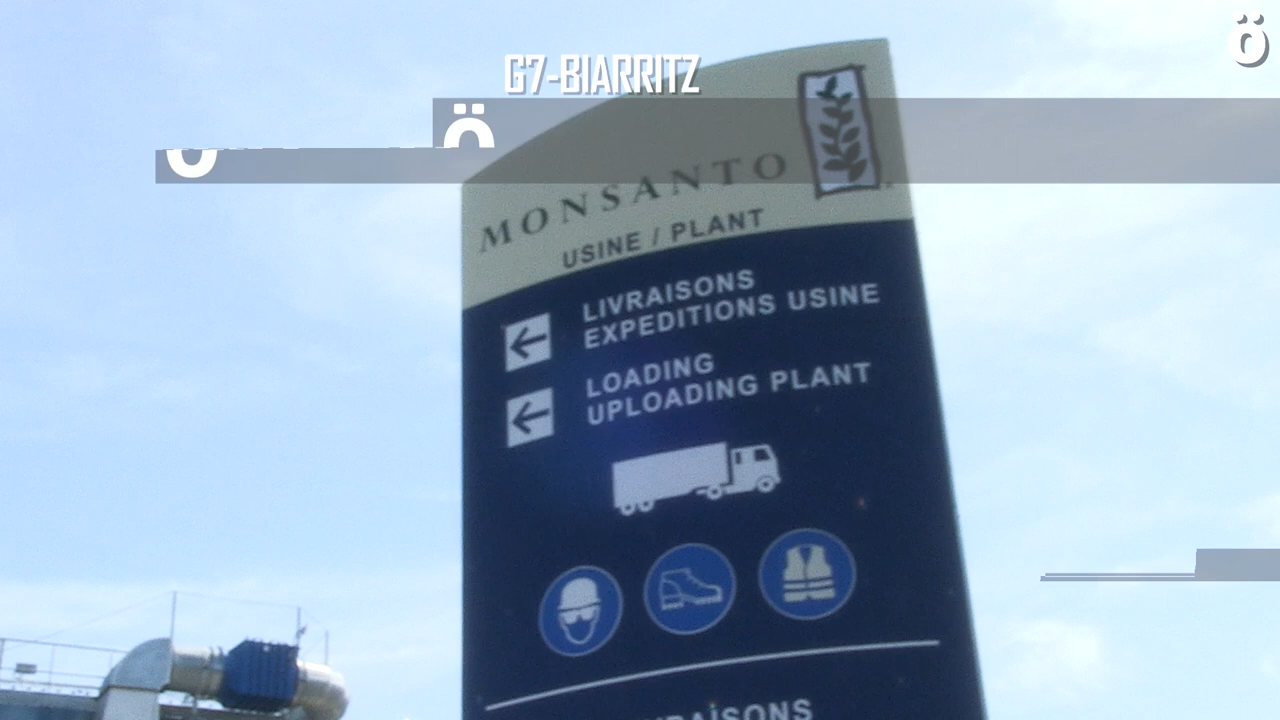 G7-BIARRITZ
ö
MONSANTO
USINE / PLANT
LIVRAISONS
EXPEDITIONS USINE
LOADING
UPLOADING PLANT